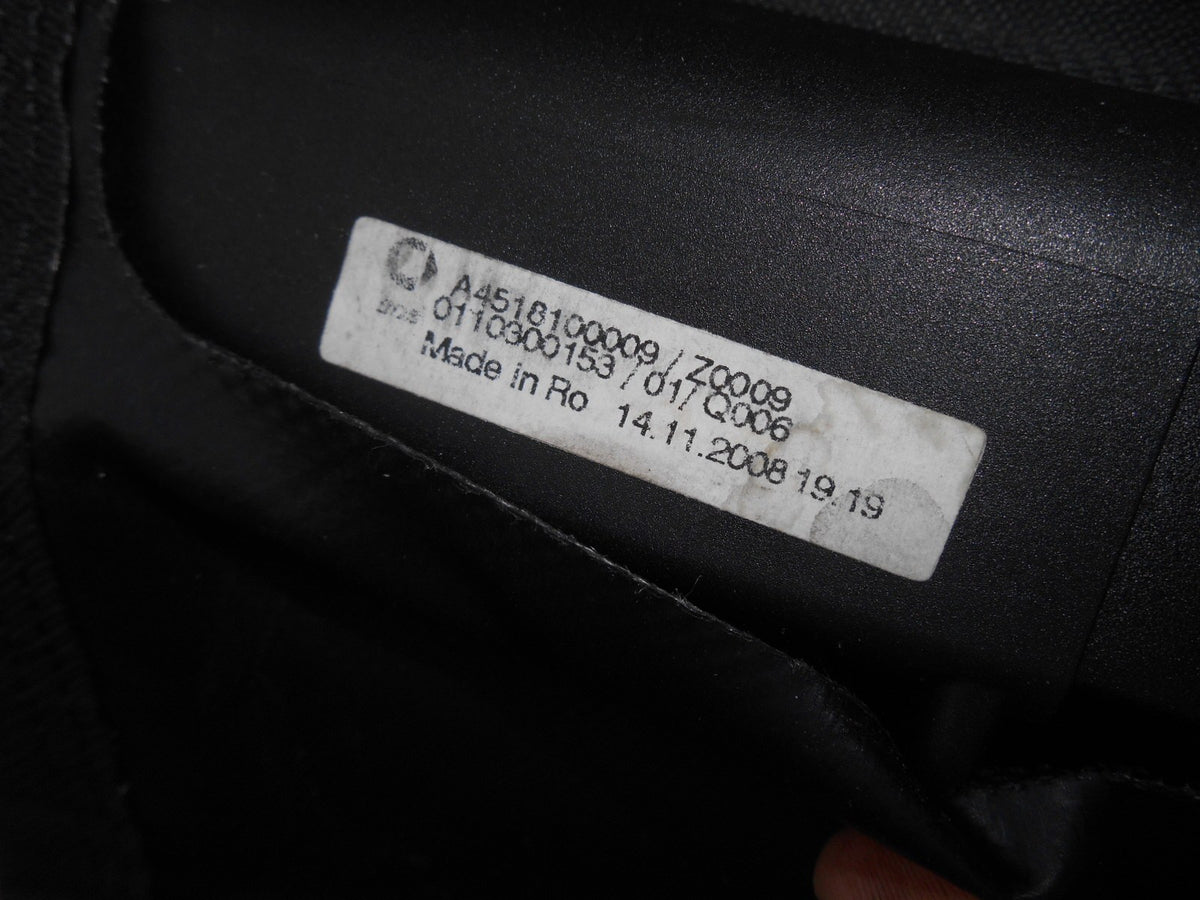 A4518100009 / Z0009
0110300153 / 01/ Q006
Made in Ro 14.11.2008 19:19